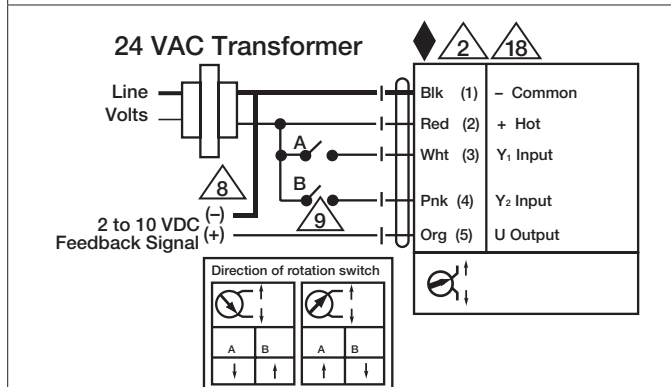 24 VAC Transformer
2
18
Line
Volts
Blk (1) – Common
Red (2) + Hot
A
Wht (3) Y₁ Input
8
B
Pnk (4) Y₂ Input
9
2 to 10 VDC (–)
Feedback Signal (+)
Org (5) U Output
Direction of rotation switch
A B
A B